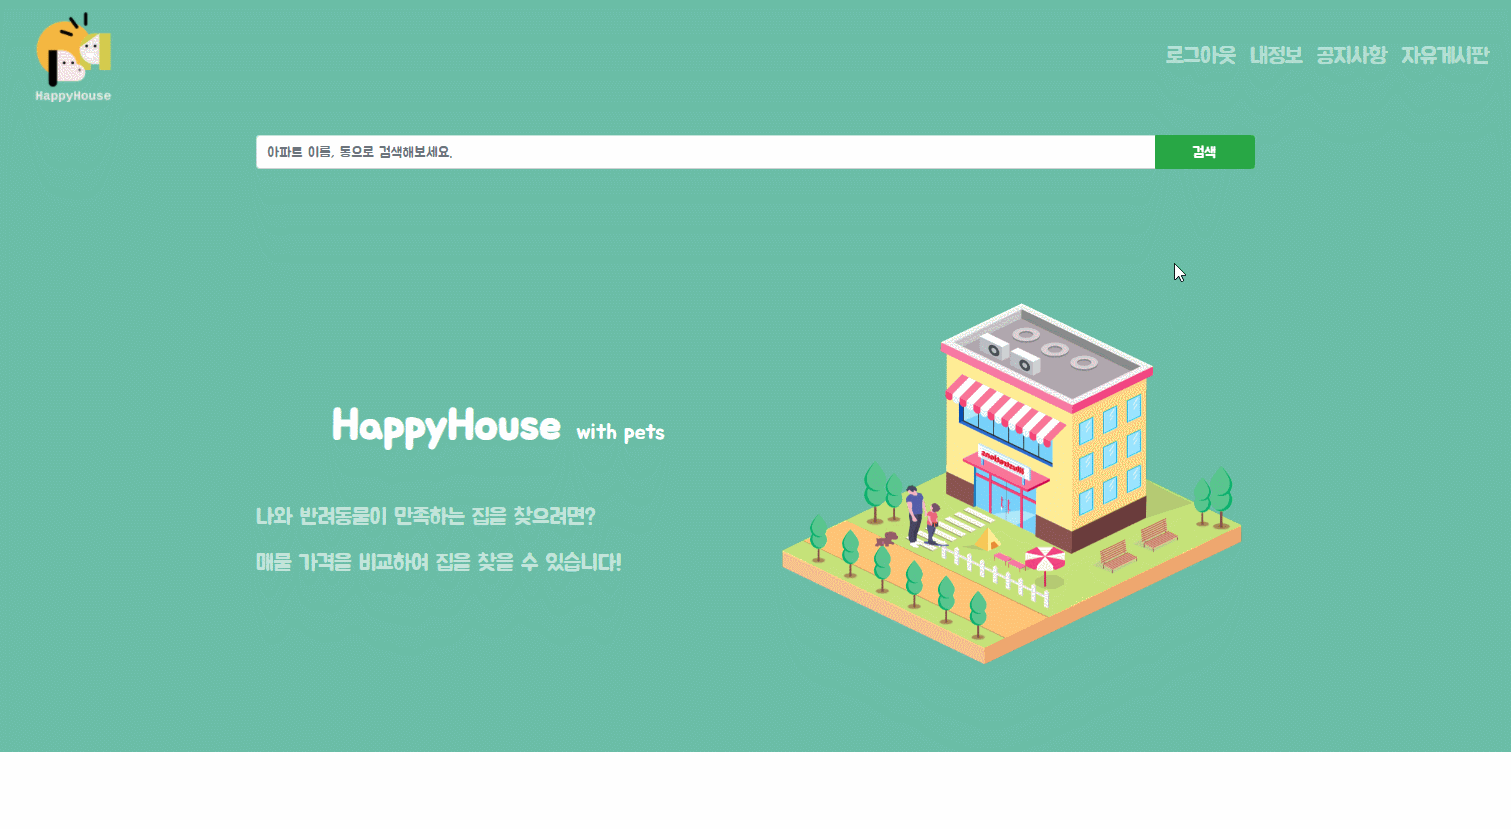 HappyHouse
로그아웃 내정보 공지사항 자유게시판
아파트 이름, 동으로 검색해보세요.
검색
HappyHouse with pets
나와 반려동물이 만족하는 집을 찾으려면?
매물 가격을 비교하여 집을 찾을 수 있습니다!